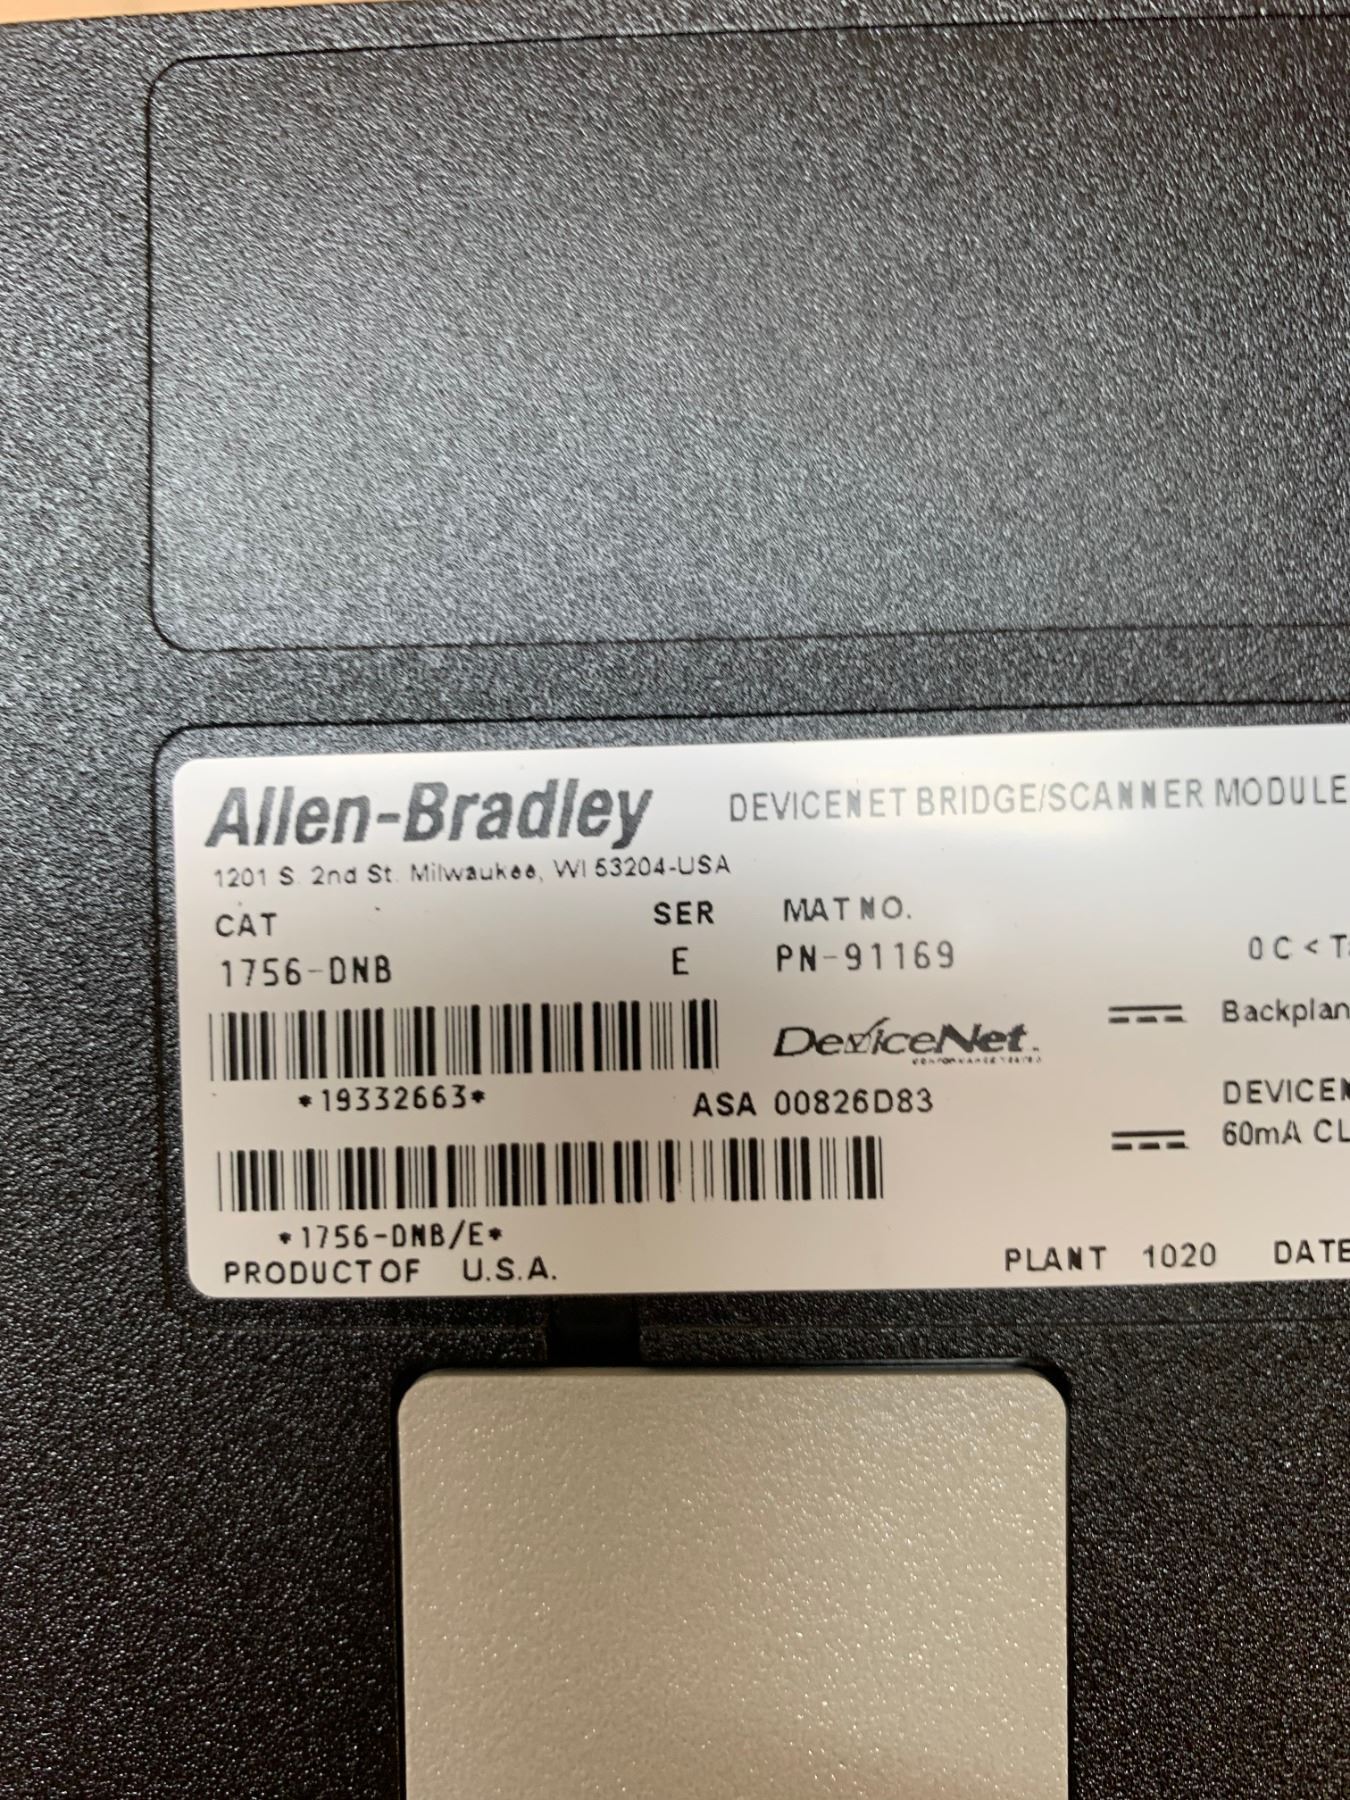 Allen-Bradley DEVICENET BRIDGE/SCANNER MODULE
1201 S. 2nd St. Milwaukee, WI 53204-USA
CAT SER MAT NO.
1756-DNB E PN-91169 0 C <
Backplan
DeviceNet.
*19332663* ASA 00826D83 DEVICEN
60mA CL
*1756-DNB/E*
PRODUCT OF U.S.A. PLANT 1020 DATE